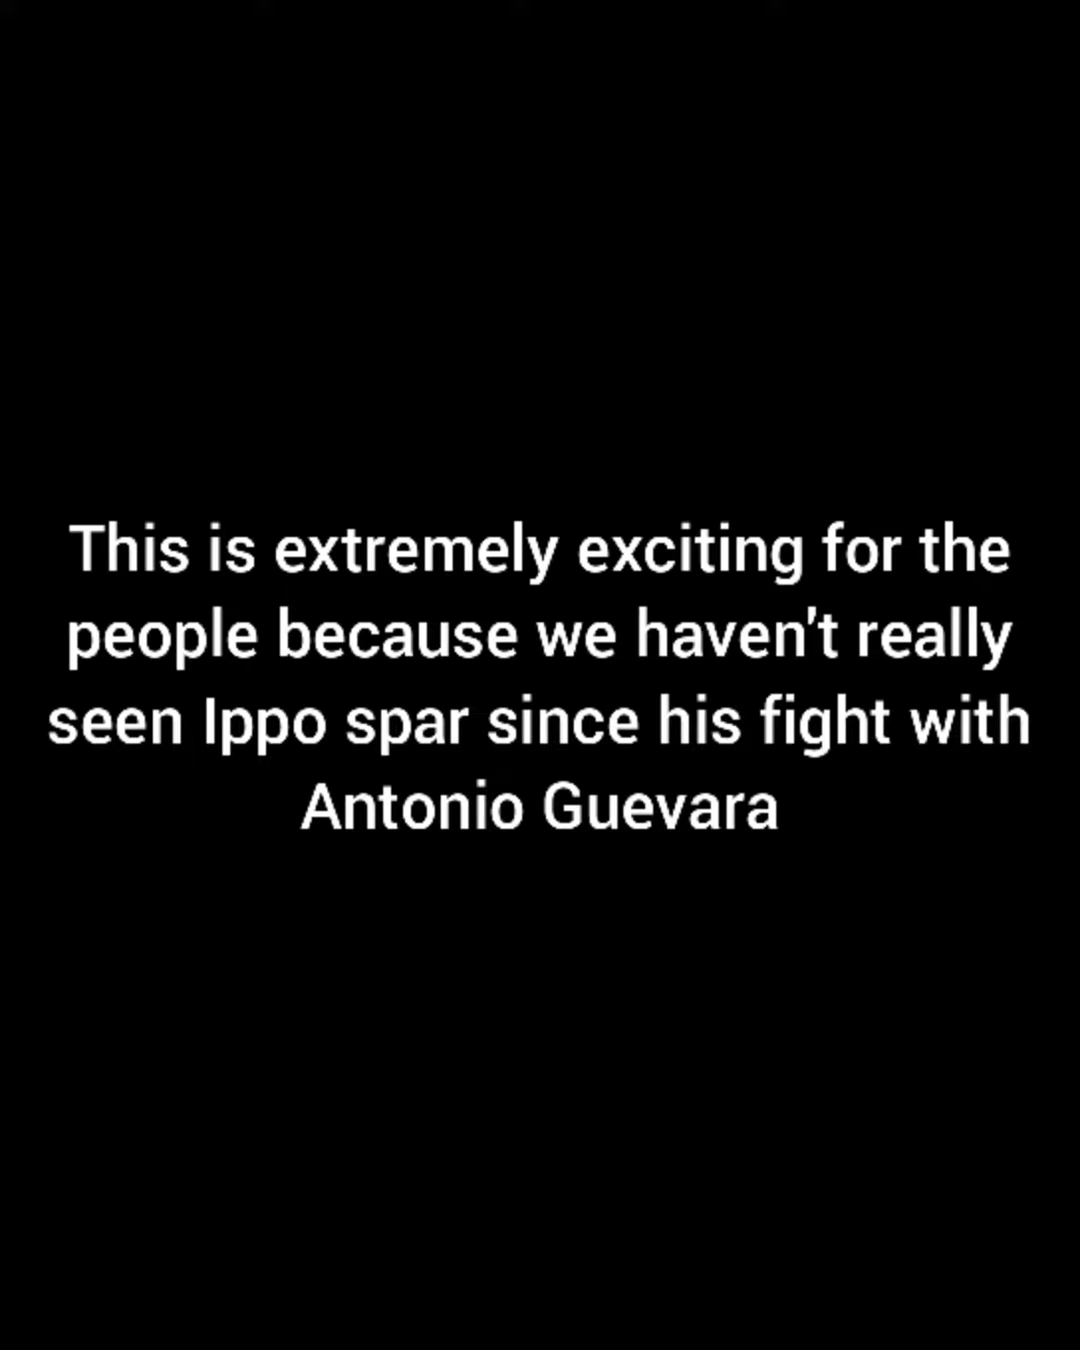 This is extremely exciting for the
people because we haven't really
seen Ippo spar since his fight with
Antonio Guevara